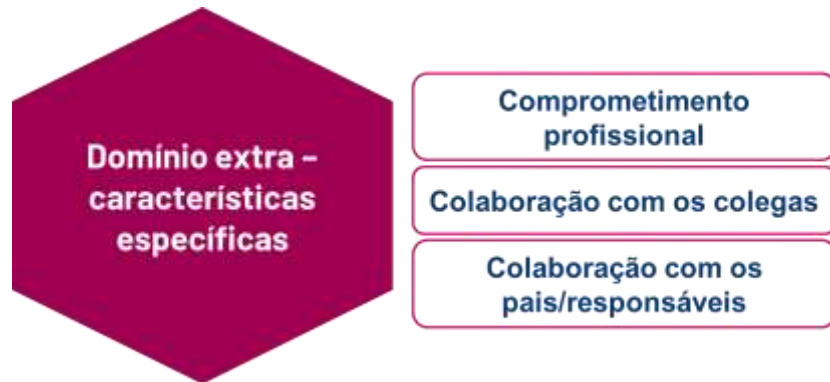 Domínio extra –
características
específicas
Comprometimento
profissional
Colaboração com os colegas
Colaboração com os
pais/responsáveis